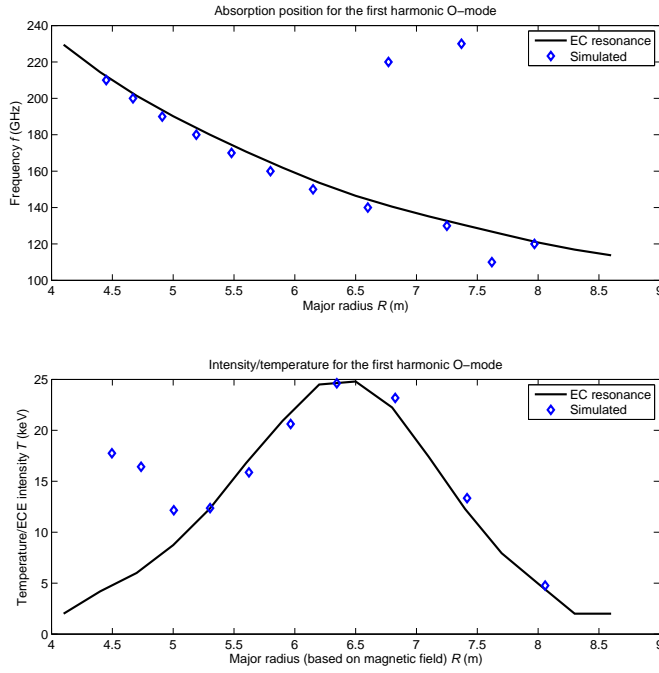 Absorption position for the first harmonic O−mode
240
220
200
180
160
140
120
100
Frequency f (GHz)
EC resonance
Simulated
4 4.5 5 5.5 6 6.5 7 7.5 8 8.5 9
Major radius R (m)
Intensity/temperature for the first harmonic O−mode
25
20
15
10
5
0
Temperature/ECE intensity T (keV)
EC resonance
Simulated
4 4.5 5 5.5 6 6.5 7 7.5 8 8.5 9
Major radius (based on magnetic field) R (m)